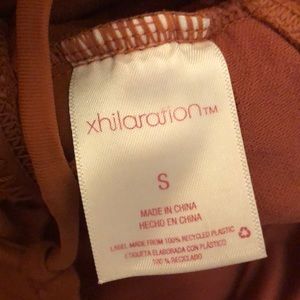 xhilaration™
S
MADE IN CHINA
HECHO EN CHINA
LABEL MADE FROM 100% RECYCLED PLASTIC
ETIQUETA ELABORADA CON PLÁSTICO
100 % RECICLADO